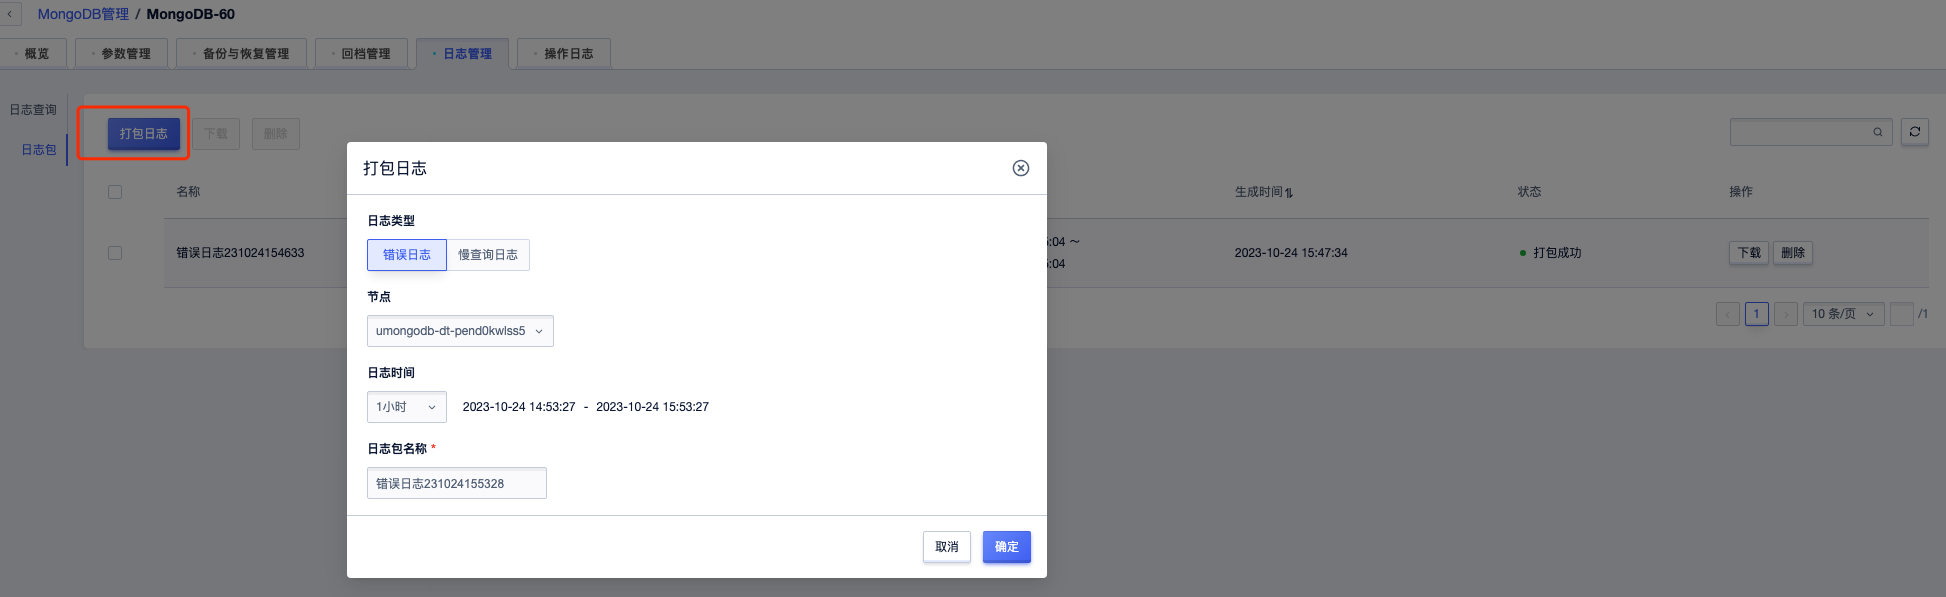 MongoDB管理 / MongoDB-60
概览 参数管理 备份与恢复管理 回档管理 日志管理 操作日志
日志查询
日志包
打包日志 下载 删除
名称 生成时间 状态 操作
错误日志231024154633 :04 ～ 2023-10-24 15:47:34 打包成功 下载 删除
:04
1 10 条/页 /1
打包日志
日志类型
错误日志 慢查询日志
节点
umongodb-dt-pend0kwlss5
日志时间
1小时 2023-10-24 14:53:27 - 2023-10-24 15:53:27
日志包名称 *
错误日志231024155328
取消 确定